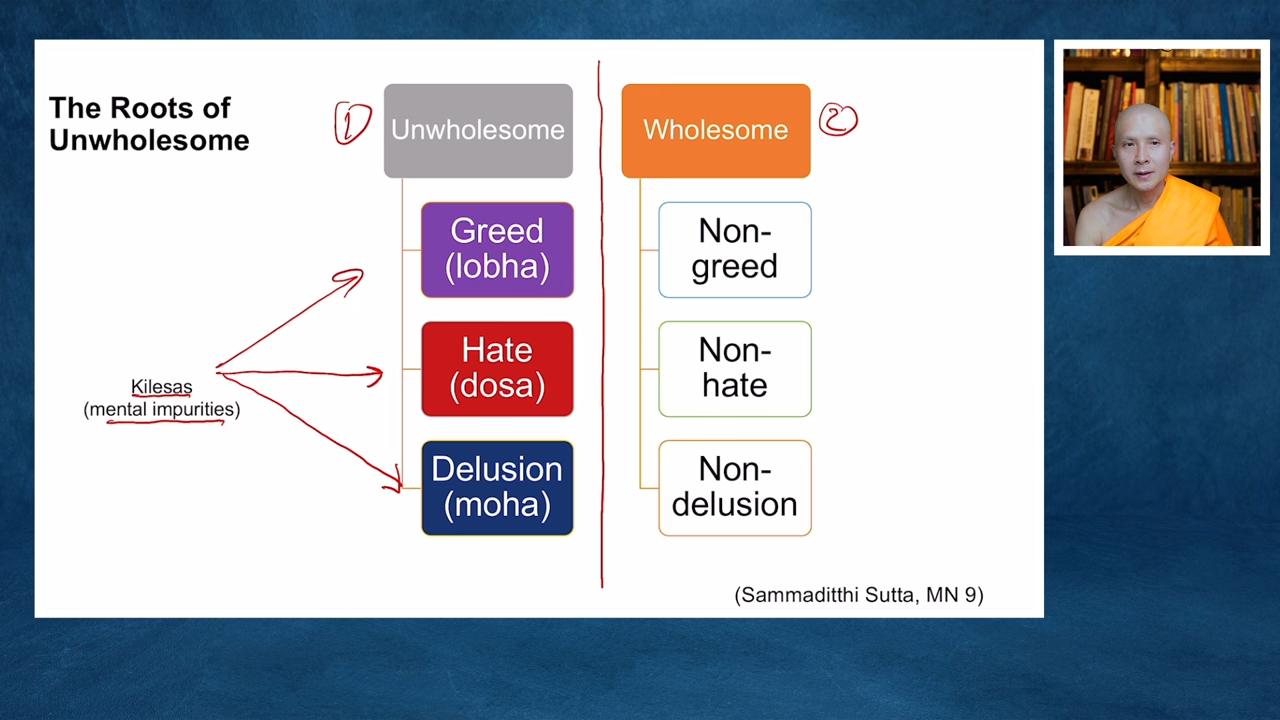 The Roots of
Unwholesome
1
Unwholesome
Greed
(lobha)
Hate
(dosa)
Delusion
(moha)
Kilesas
(mental impurities)
Wholesome
2
Non-
greed
Non-
hate
Non-
delusion
(Sammaditthi Sutta, MN 9)